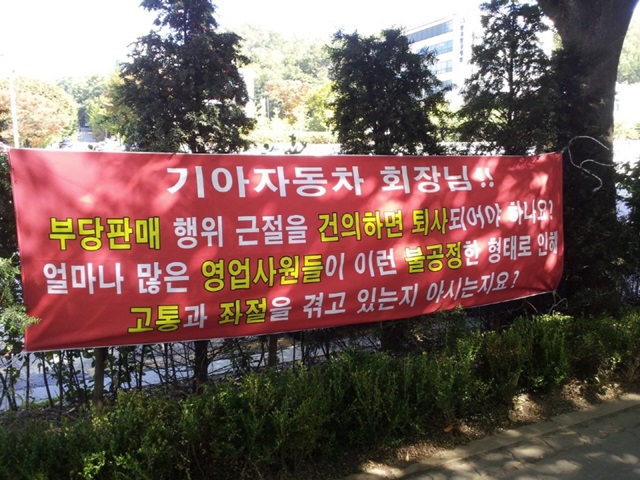 기아자동차 회장님!!
부당판매 행위 근절을 건의하면 퇴사되어야 하나요?
얼마나 많은 영업사원들이 이런 불공정한 형태로 인해
고통과 좌절을 겪고 있는지 아시는지요?